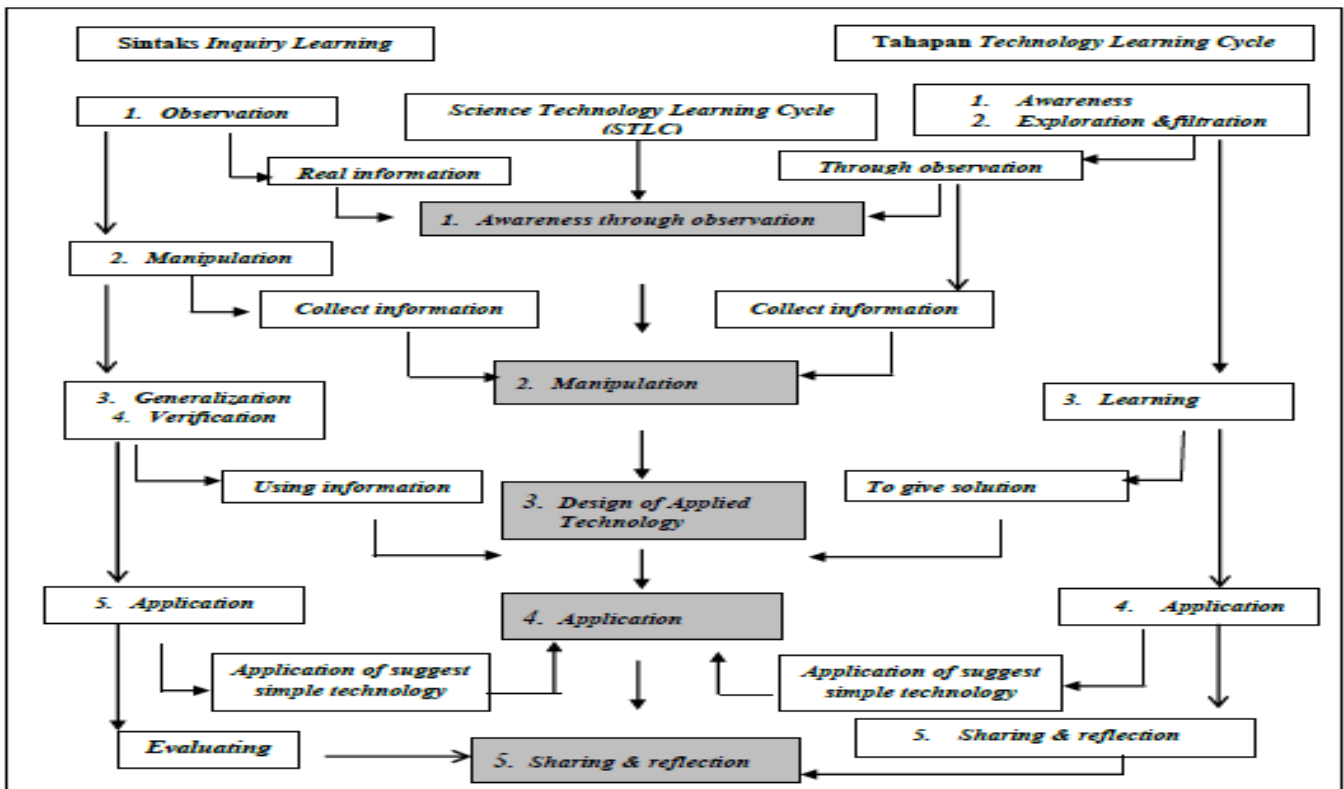 Sintaks Inquiry Learning
Tahapan Technology Learning Cycle
1. Observation
Science Technology Learning Cycle
(STLC)
1. Awareness
2. Exploration &filtration
Real information
Through observation
1. Awareness through observation
2. Manipulation
Collect information
Collect information
2. Manipulation
3. Generalization
4. Verification
3. Learning
Using information
To give solution
3. Design of Applied
Technology
5. Application
4. Application
4. Application
Application of suggest
simple technology
Application of suggest
simple technology
Evaluating
5. Sharing & reflection
5. Sharing & reflection